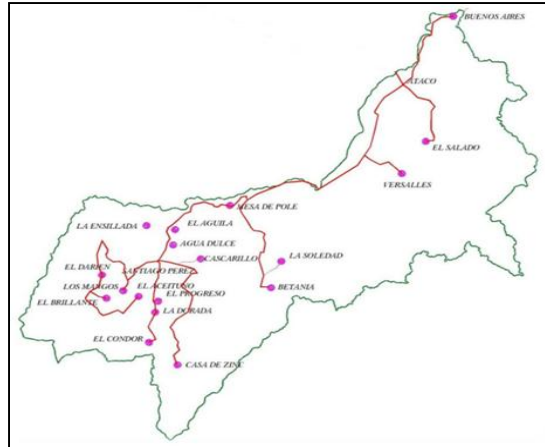 BUENOS AIRES
ATACO
EL SALADO
VERSALLES
MESA DE POLE
LA ENSILLADA
EL AGUILA
AGUA DULCE
CASCARILLO
LA SOLEDAD
EL DARIEN
SANTIAGO PEREZ
LOS MANGOS
EL ACEITUNO
BETANIA
EL BRILLANTE
EL PROGRESO
LA DORADA
EL CONDOR
CASA DE ZINC